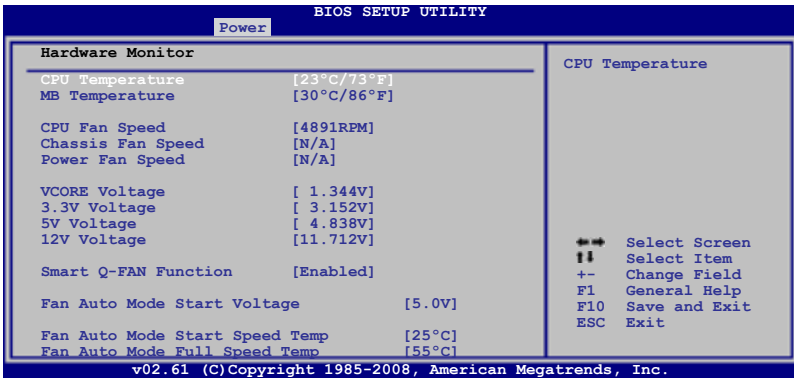 BIOS SETUP UTILITY
Power
Hardware Monitor
CPU Temperature [23°C/73°F]
MB Temperature [30°C/86°F]
CPU Fan Speed [4891RPM]
Chassis Fan Speed [N/A]
Power Fan Speed [N/A]
VCORE Voltage [ 1.344V]
3.3V Voltage [ 3.152V]
5V Voltage [ 4.838V]
12V Voltage [11.712V]
Smart Q-FAN Function [Enabled]
Fan Auto Mode Start Voltage [5.0V]
Fan Auto Mode Start Speed Temp [25°C]
Fan Auto Mode Full Speed Temp [55°C]
CPU Temperature
←→ Select Screen
↑↓ Select Item
+- Change Field
F1 General Help
F10 Save and Exit
ESC Exit
v02.61 (C)Copyright 1985-2008, American Megatrends, Inc.